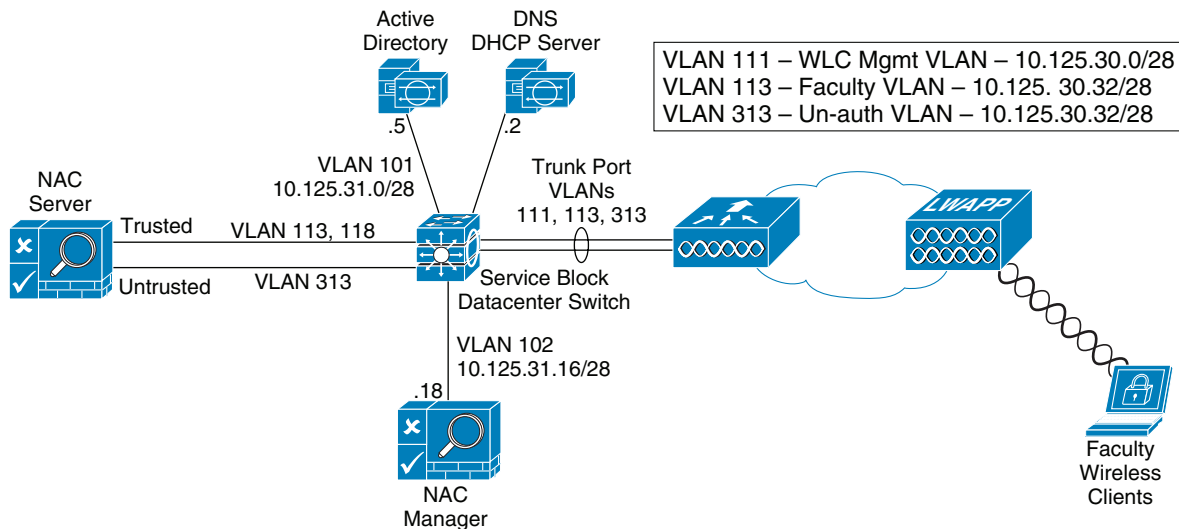 Active
Directory
DNS
DHCP Server
VLAN 111 – WLC Mgmt VLAN – 10.125.30.0/28
VLAN 113 – Faculty VLAN – 10.125. 30.32/28
VLAN 313 – Un-auth VLAN – 10.125.30.32/28
.5
.2
VLAN 101
10.125.31.0/28
Trunk Port
VLANs
111, 113, 313
NAC
Server
Trusted
VLAN 113, 118
Untrusted
VLAN 313
Service Block
Datacenter Switch
LWAPP
VLAN 102
10.125.31.16/28
.18
NAC
Manager
Faculty
Wireless
Clients